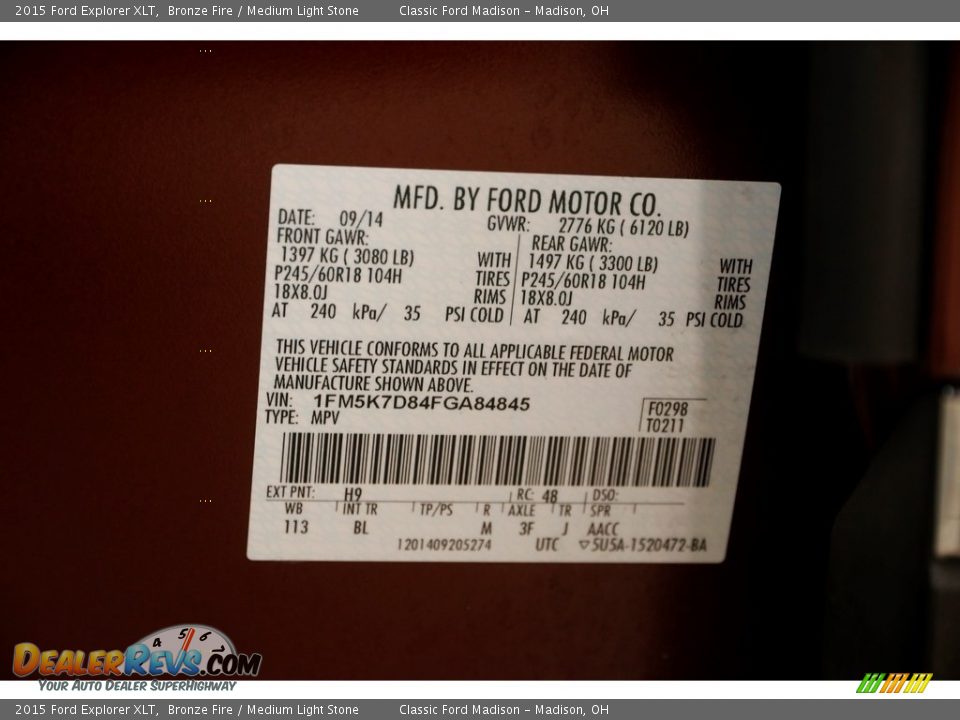 2015 Ford Explorer XLT, Bronze Fire / Medium Light Stone Classic Ford Madison - Madison, OH
MFD. BY FORD MOTOR CO.
DATE: 09/14 GVWR: 2776 KG ( 6120 LB)
FRONT GAWR: REAR GAWR:
1397 KG ( 3080 LB) WITH 1497 KG ( 3300 LB) WITH
P245/60R18 104H TIRES P245/60R18 104H TIRES
18X8.0J RIMS 18X8.0J RIMS
AT 240 kPa/ 35 PSI COLD AT 240 kPa/ 35 PSI COLD
THIS VEHICLE CONFORMS TO ALL APPLICABLE FEDERAL MOTOR
VEHICLE SAFETY STANDARDS IN EFFECT ON THE DATE OF
MANUFACTURE SHOWN ABOVE.
VIN: 1FM5K7D84FGA84845
TYPE: MPV
F0298
T0211
EXT PNT: H9 RC: 48 DSO:
WB INT TR TP/PS R AXLE TR SPR
113 BL M 3F J AACC
1201409205274 UTC ▽5U5A-1520472-BA
4 5 6
DEALERREVS.COM
YOUR AUTO DEALER SUPERHIGHWAY
2015 Ford Explorer XLT, Bronze Fire / Medium Light Stone Classic Ford Madison - Madison, OH